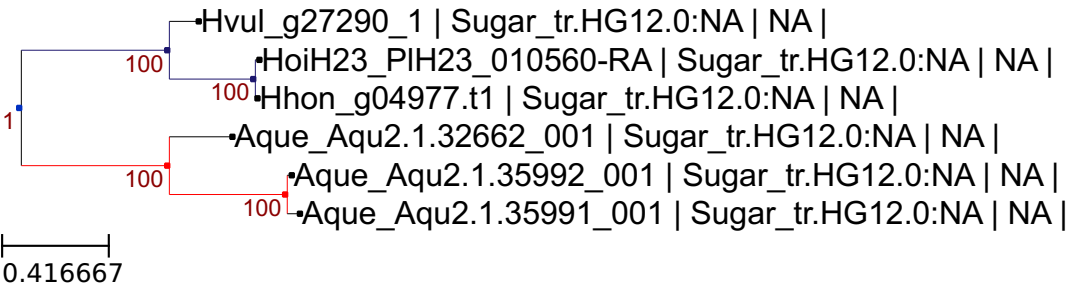 Hvul_g27290_1 | Sugar_tr.HG12.0:NA | NA |
HoiH23_PlH23_010560-RA | Sugar_tr.HG12.0:NA | NA |
100
100
Hhon_g04977.t1 | Sugar_tr.HG12.0:NA | NA |
1
Aque_Aqu2.1.32662_001 | Sugar_tr.HG12.0:NA | NA |
100
Aque_Aqu2.1.35992_001 | Sugar_tr.HG12.0:NA | NA |
100
Aque_Aqu2.1.35991_001 | Sugar_tr.HG12.0:NA | NA |
0.416667